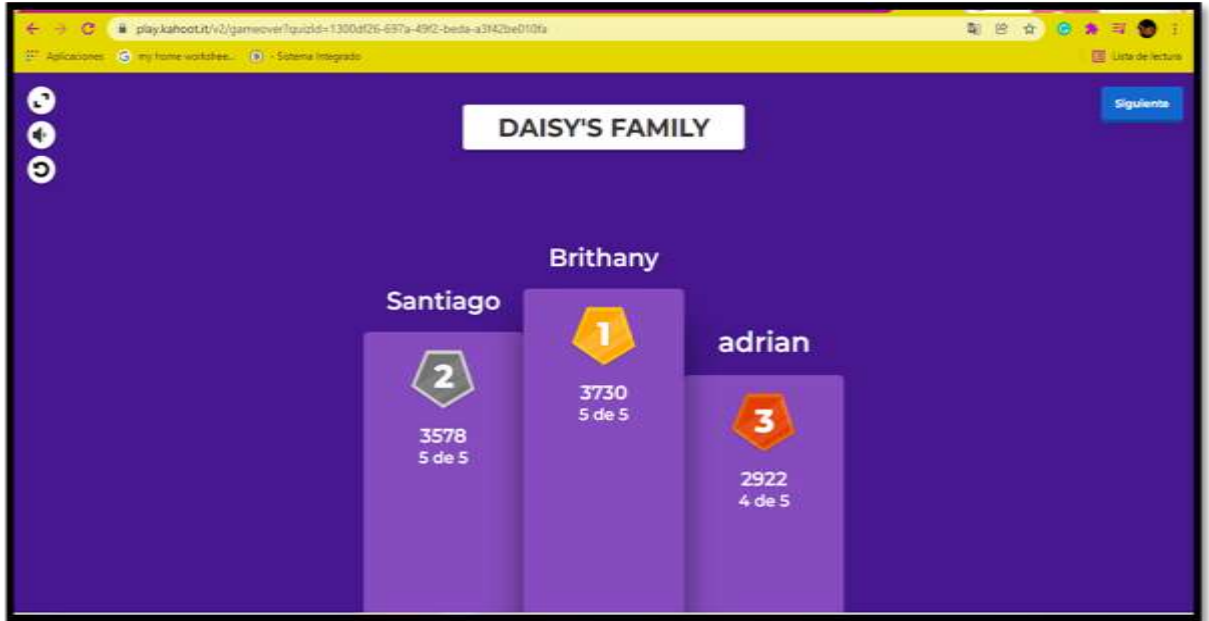 play.kahoot.it/v2/gameover?quizId=1300df26-697a-49f2-beda-a3f42be010fa
Aplicaciones my home workshee... - Sistema Integrado Lista de lectura
Siguiente
DAISY'S FAMILY
Brithany
Santiago
adrian
1
2
3730
5 de 5
3
3578
5 de 5
2922
4 de 5